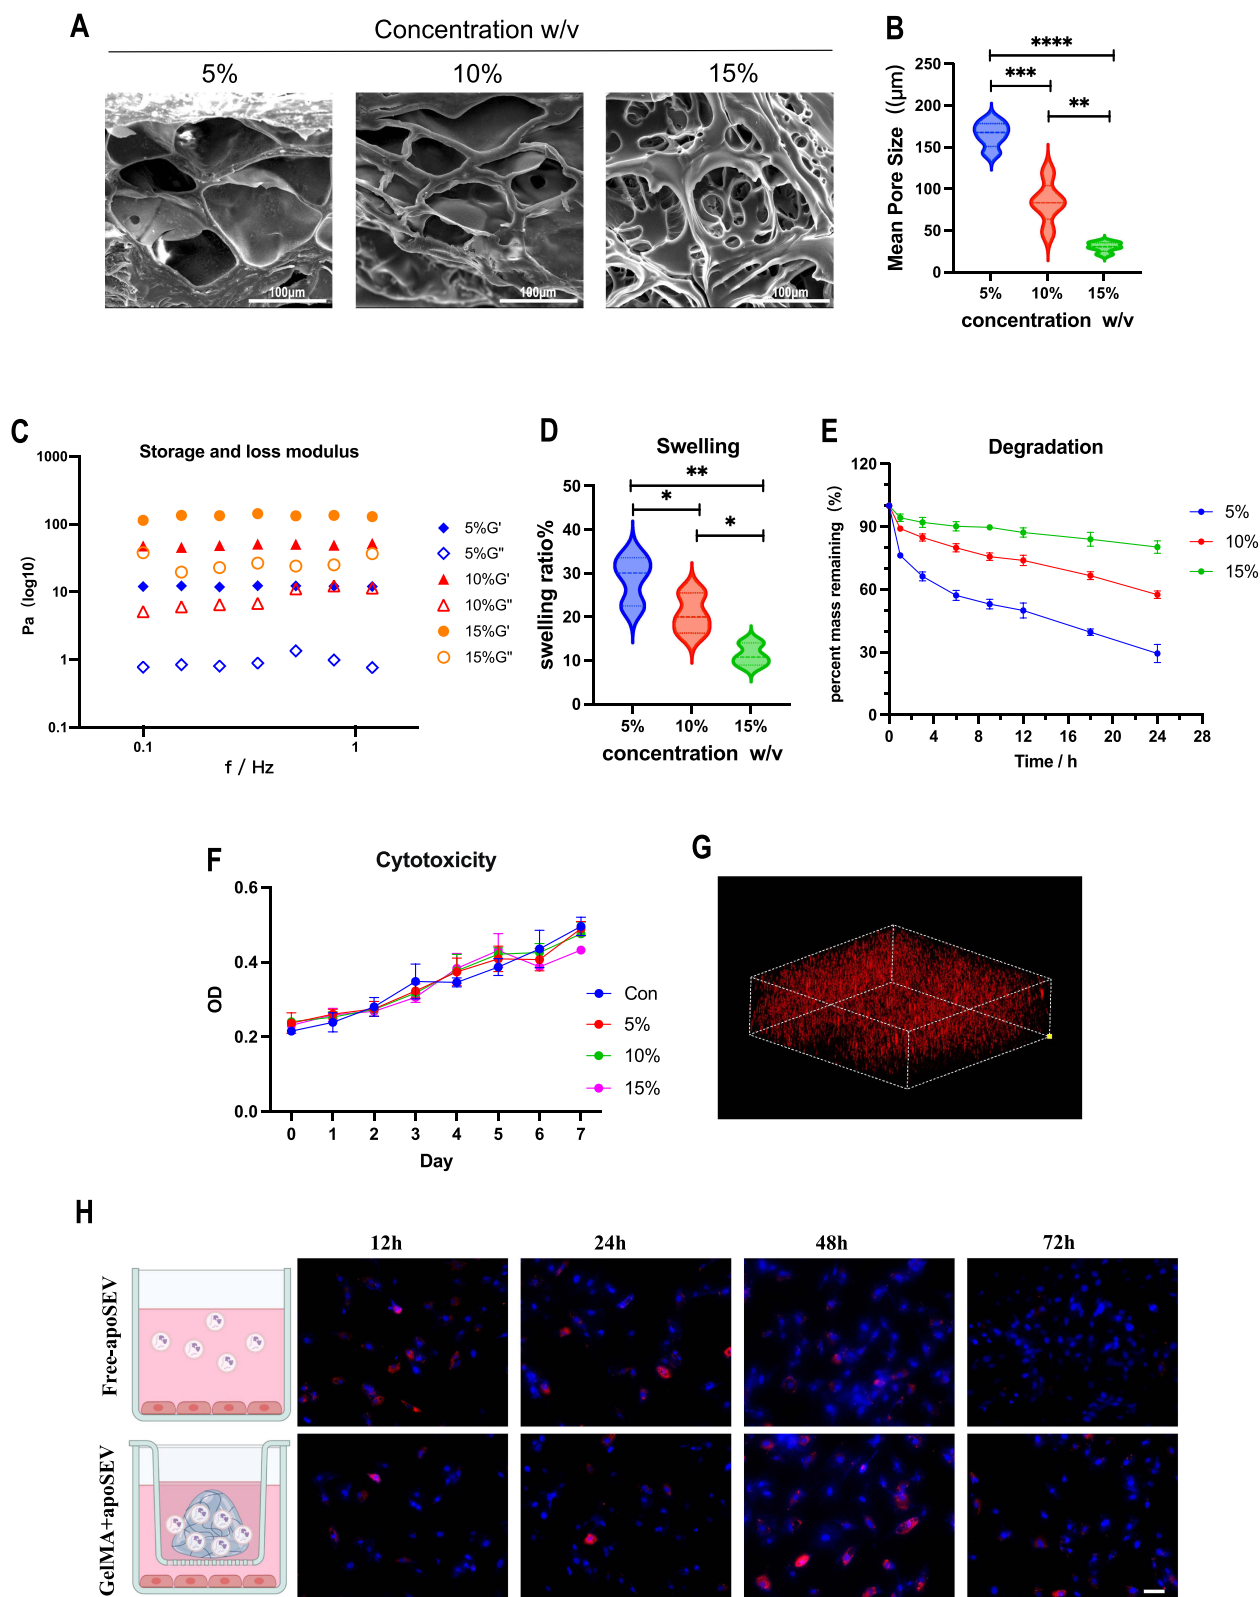 A
Concentration w/v
5%
10%
15%
100μm
100μm
100μm
B
****
***
**
Mean Pore Size ((μm)
250
200
150
100
50
0
5%
10%
15%
concentration w/v
C
Storage and loss modulus
Pa (log10)
1000
100
10
1
0.1
0.1
1
f / Hz
5%G'
5%G"
10%G'
10%G"
15%G'
15%G"
D
Swelling
**
*
*
swelling ratio%
50
40
30
20
10
0
5%
10%
15%
concentration w/v
E
Degradation
percent mass remaining (%)
120
90
60
30
0
0
4
8
12
16
20
24
28
Time / h
5%
10%
15%
F
Cytotoxicity
OD
0.6
0.4
0.2
0.0
0
1
2
3
4
5
6
7
Day
Con
5%
10%
15%
G
H
12h
24h
48h
72h
Free-apoSEV
GelMA+apoSEV